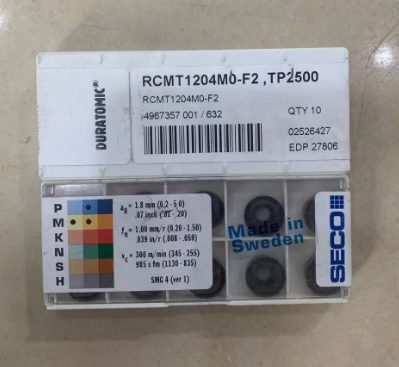 DURATOMIC®
RCMT1204M0-F2 ,TP2500
RCMT1204M0-F2
4967357 001 / 632
QTY 10
02526427
EDP 27806
P
M
K
N
S
H
ap = 1.8 mm (0.2 - 5.0)
.07 inch (.01 - .20)
fn = 1.00 mm/r (0.20 - 1.50)
.039 in/r (.008 - .059)
vc = 300 m/min (345 - 255)
985 s fm (1130 - 835)
SMG 4 (ver 1)
Made in
Sweden
SECO